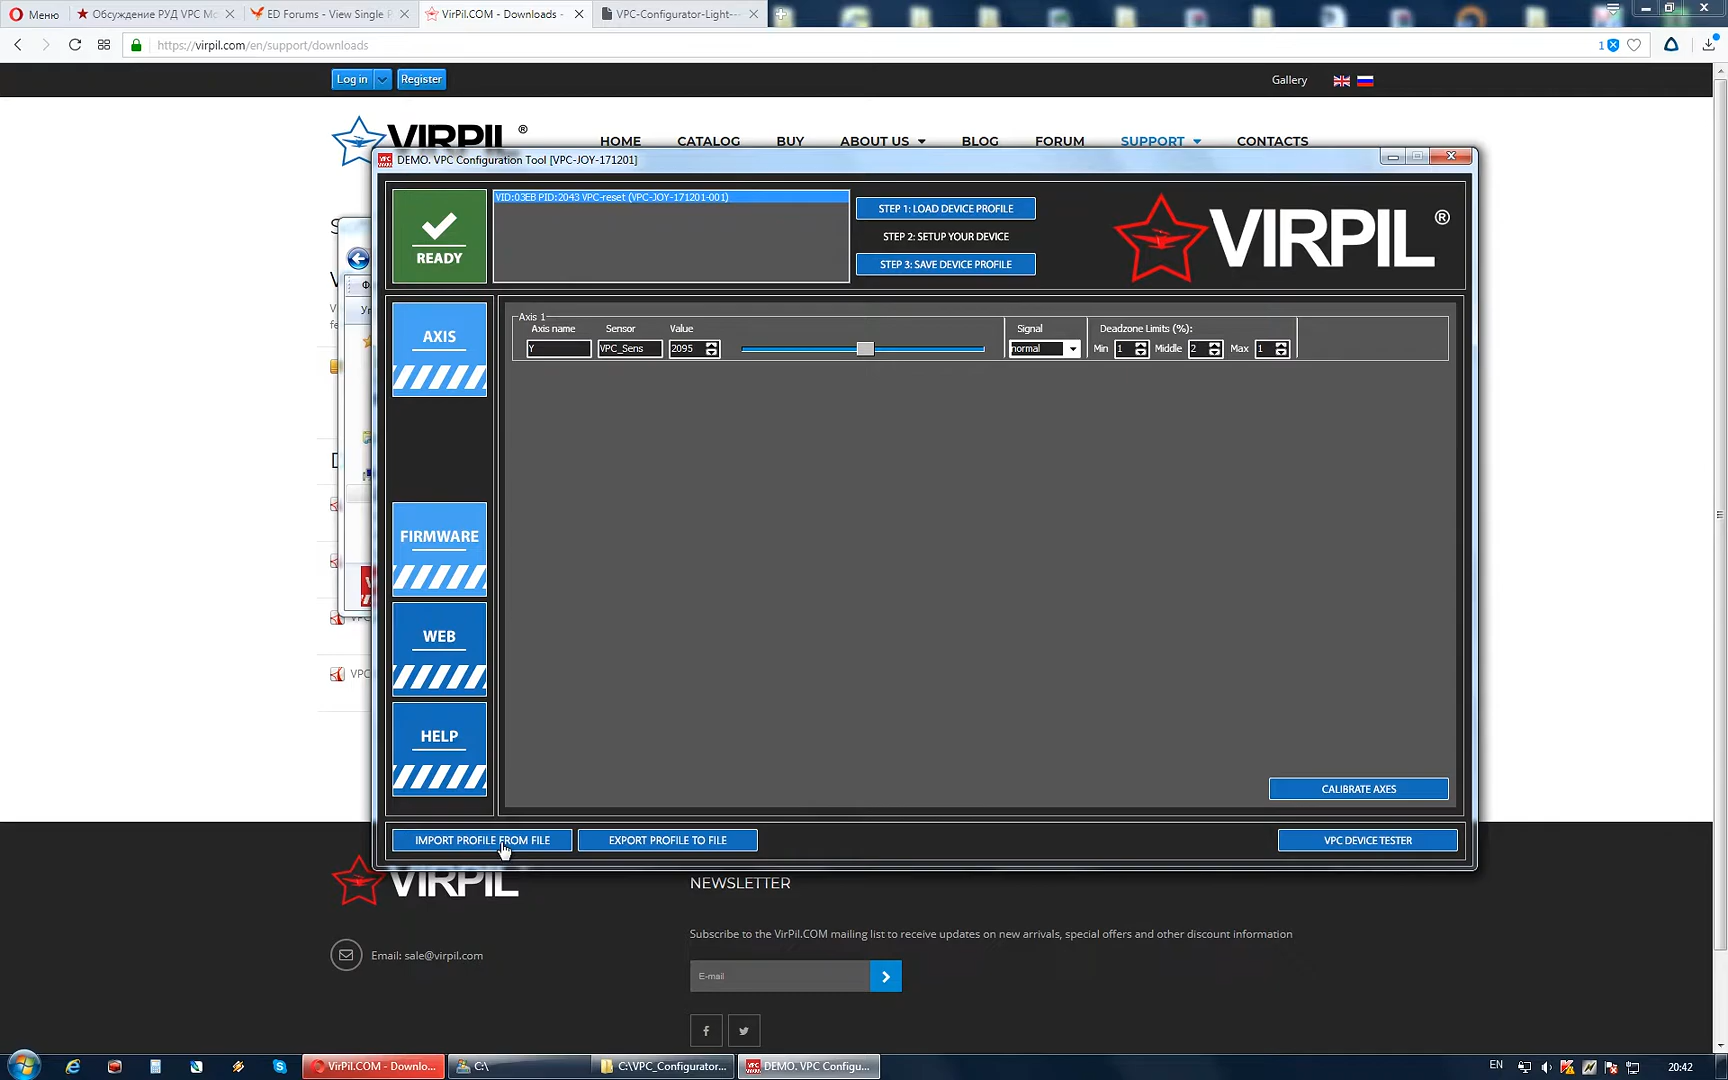 Меню
Обсуждение РУД VPC Mo
ED Forums - View Single P
VirPil.COM - Downloads -
VPC-Configurator-Light--
https://virpil.com/en/support/downloads
1
Log in
Register
Gallery
VIRPIL ®
HOME
CATALOG
BUY
ABOUT US
BLOG
FORUM
SUPPORT
CONTACTS
DEMO. VPC Configuration Tool [VPC-JOY-171201]
READY
VID:03EB PID:2043 VPC-reset (VPC-JOY-171201-001)
STEP 1: LOAD DEVICE PROFILE
STEP 2: SETUP YOUR DEVICE
STEP 3: SAVE DEVICE PROFILE
VIRPIL ®
AXIS
FIRMWARE
WEB
HELP
Axis 1
Axis name
Sensor
Value
Signal
Deadzone Limits (%):
Y
VPC_Sens
2095
normal
Min 1
Middle 2
Max 1
VPC
CALIBRATE AXES
IMPORT PROFILE FROM FILE
EXPORT PROFILE TO FILE
VPC DEVICE TESTER
VIRPIL
NEWSLETTER
Email: sale@virpil.com
Subscribe to the VirPil.COM mailing list to receive updates on new arrivals, special offers and other discount information
E-mail
VirPil.COM - Downlo...
C:\
C:\VPC_Configurator...
DEMO. VPC Configu...
EN
20:42